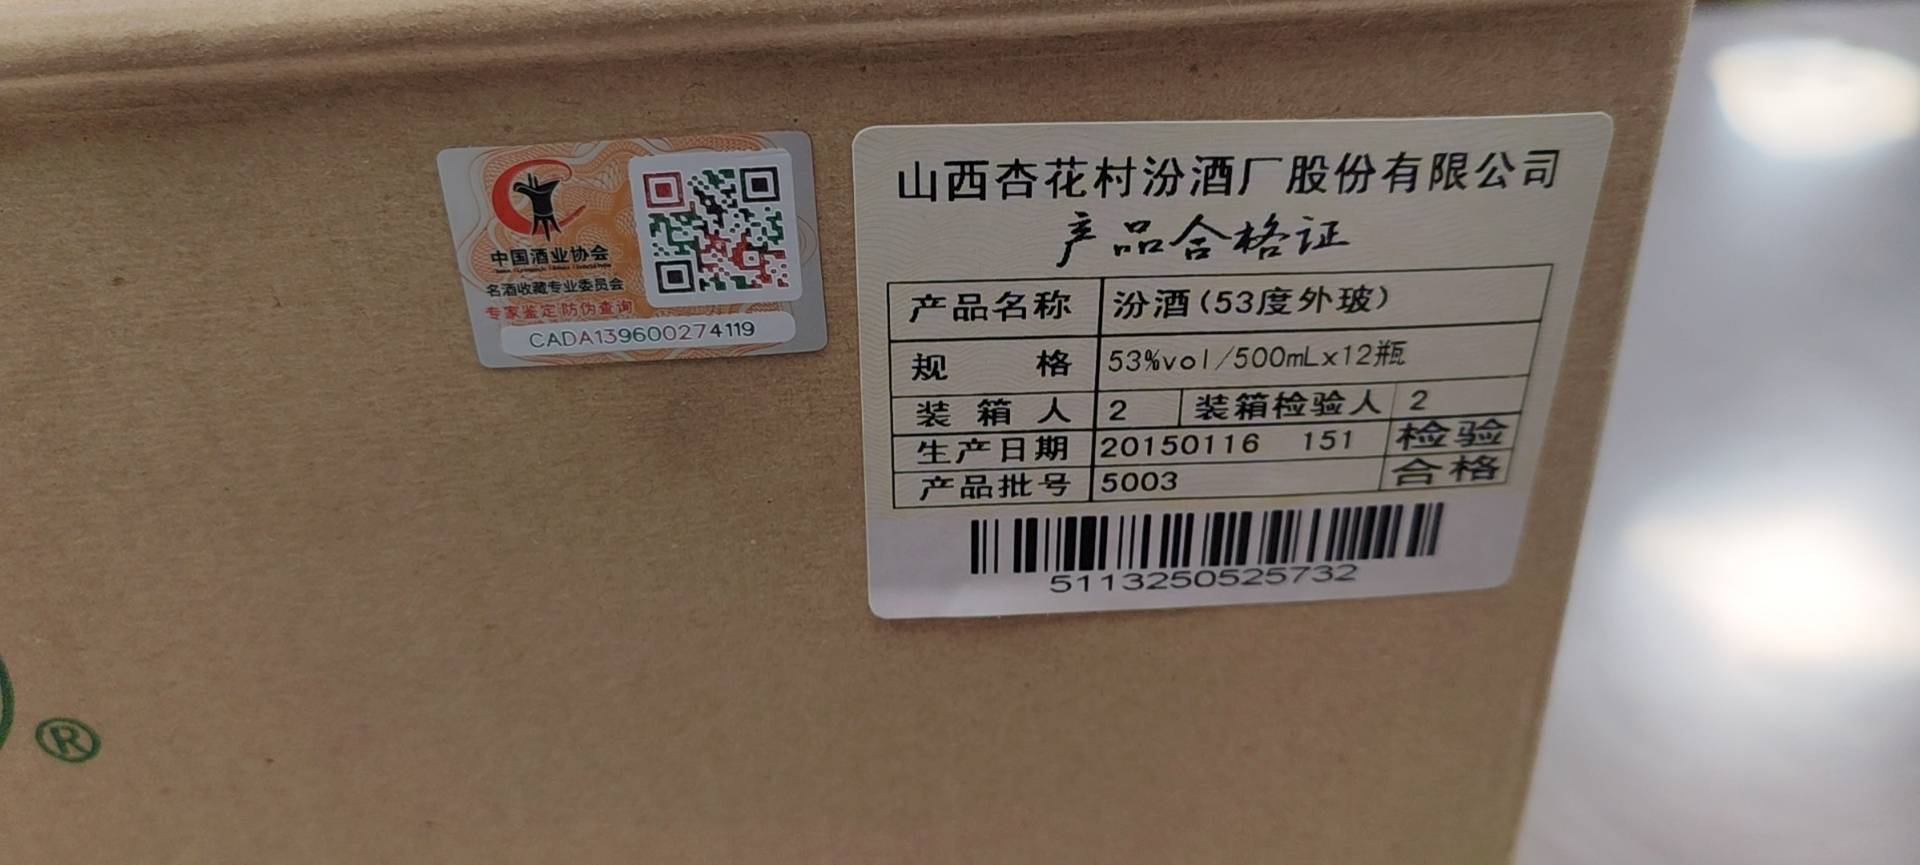 中国酒业协会
名酒收藏专业委员会
专家鉴定防伪查询
CADA139600274119
山西杏花村汾酒厂股份有限公司
产品合格证
产品名称 汾酒(53度外玻)
规 格 53%vol/500mLx12瓶
装箱人 2 装箱检验人 2
生产日期 20150116 151 检验
产品批号 5003 合格
5113250525732
®